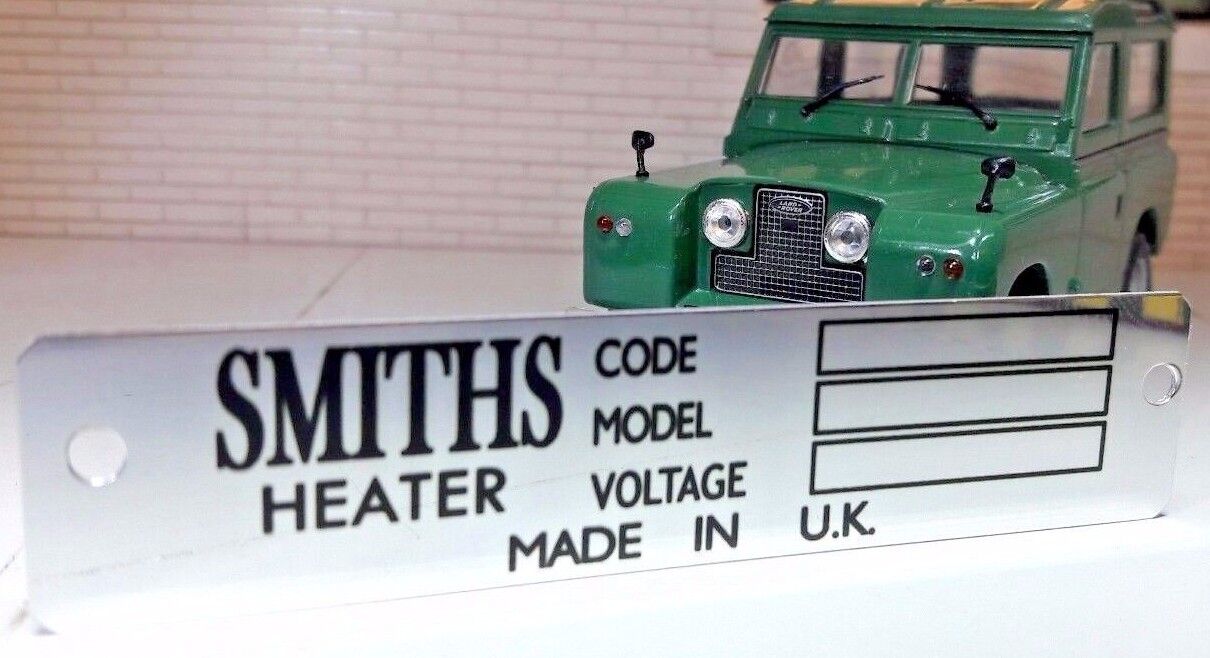 LAND-
ROVER
SMITHS
HEATER
CODE
MODEL
VOLTAGE
MADE IN U.K.